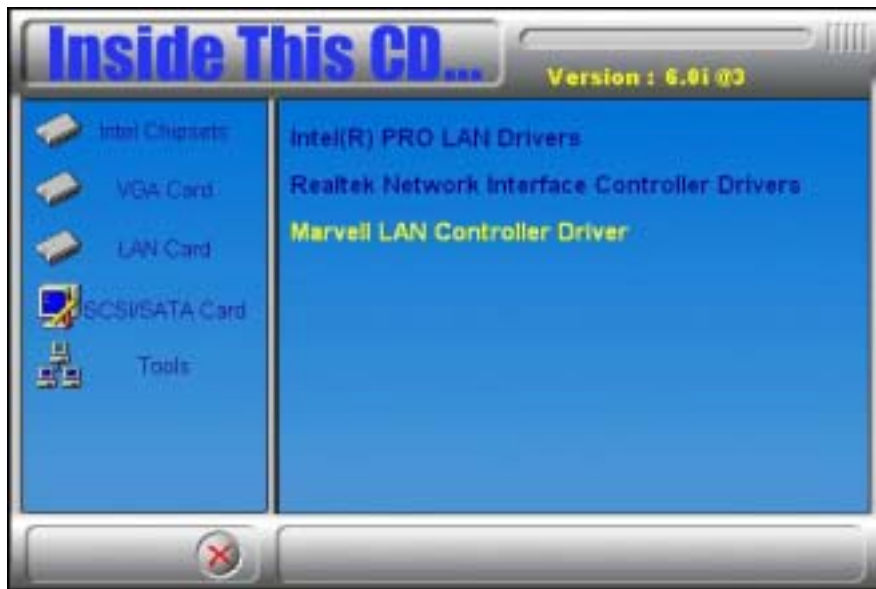 Inside This CD...
Version : 6.0i @3
Intel Chipsets
VGA Card
LAN Card
SCSI/SATA Card
Tools
Intel(R) PRO LAN Drivers
Realtek Network Interface Controller Drivers
Marvell LAN Controller Driver